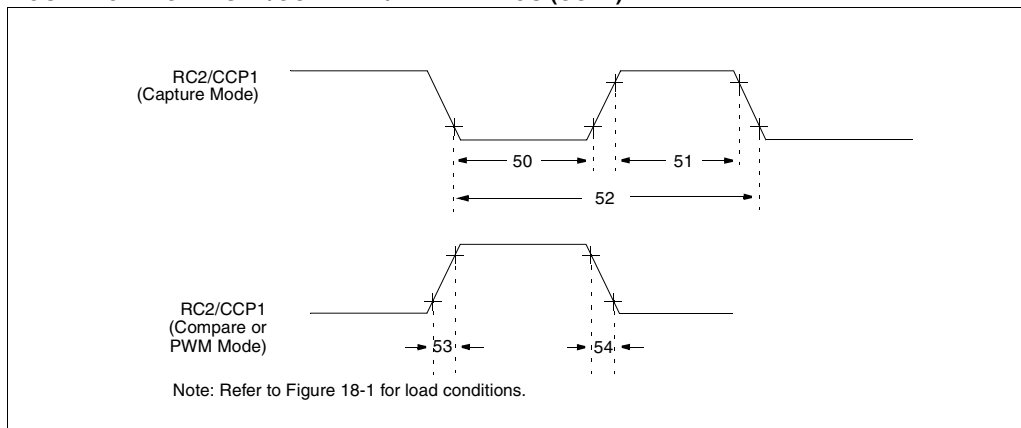 RC2/CCP1
(Capture Mode)
50
51
52
RC2/CCP1
(Compare or
PWM Mode)
53
54
Note: Refer to Figure 18-1 for load conditions.